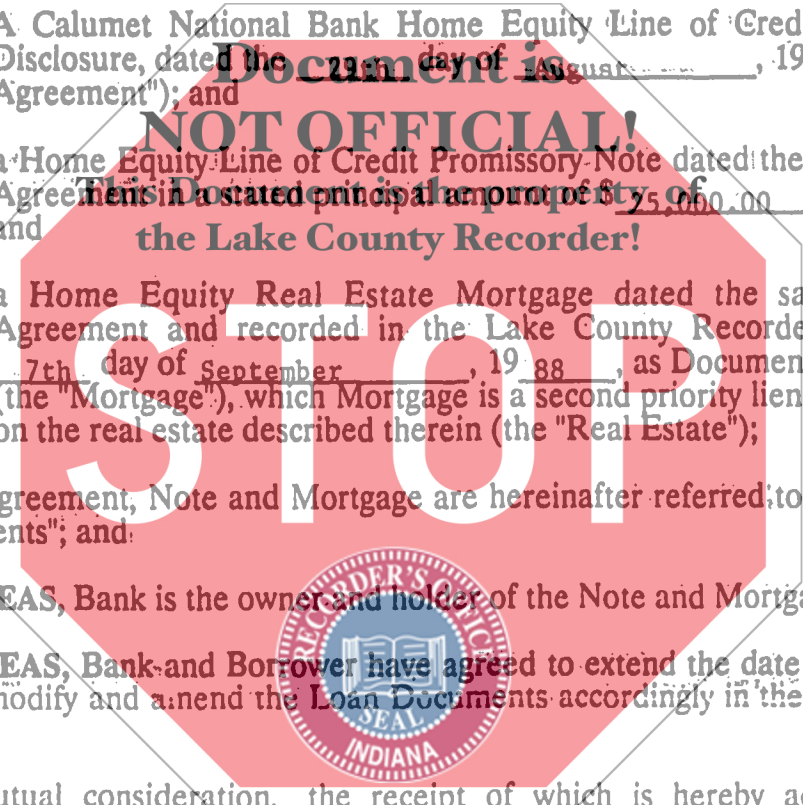 A Calumet National Bank Home Equity Line of Cred
Disclosure, dated the day of , 19
Agreement"); and
Document is
NOT OFFICIAL!
This Document is the property of
the Lake County Recorder!
a Home Equity Line of Credit Promissory Note dated the
Agreement in a stated principal amount of $ 25,000.00
and
a Home Equity Real Estate Mortgage dated the sa
Agreement and recorded in the Lake County Recorde
7th day of September , 19 88 , as Documen
(the "Mortgage"), which Mortgage is a second priority lien
on the real estate described therein (the "Real Estate");
STOP
greement, Note and Mortgage are hereinafter referred to
ents"; and
EAS, Bank is the owner and holder of the Note and Mortga
EAS, Bank and Borrower have agreed to extend the date
modify and amend the Loan Documents accordingly in the
RECORDER'S OFFICE
SEAL
INDIANA
utual consideration, the receipt of which is hereby ac